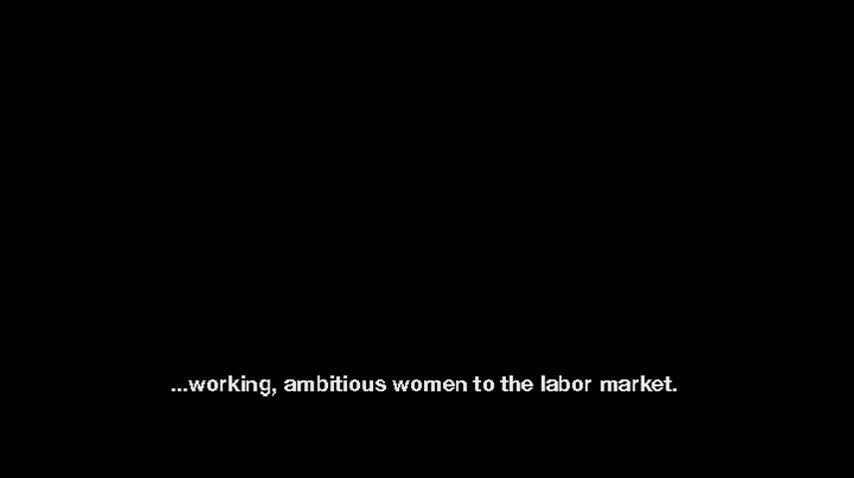 ...working, ambitious women to the labor market.